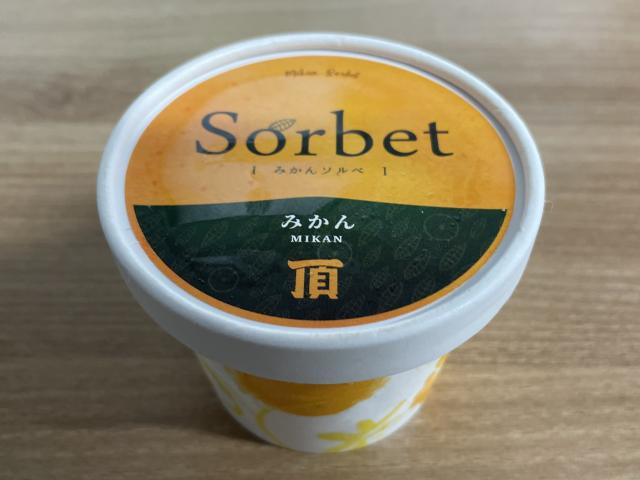 Mikan Sorbet
Sorbet
[ みかんソルベ ]
みかん
MIKAN
頂